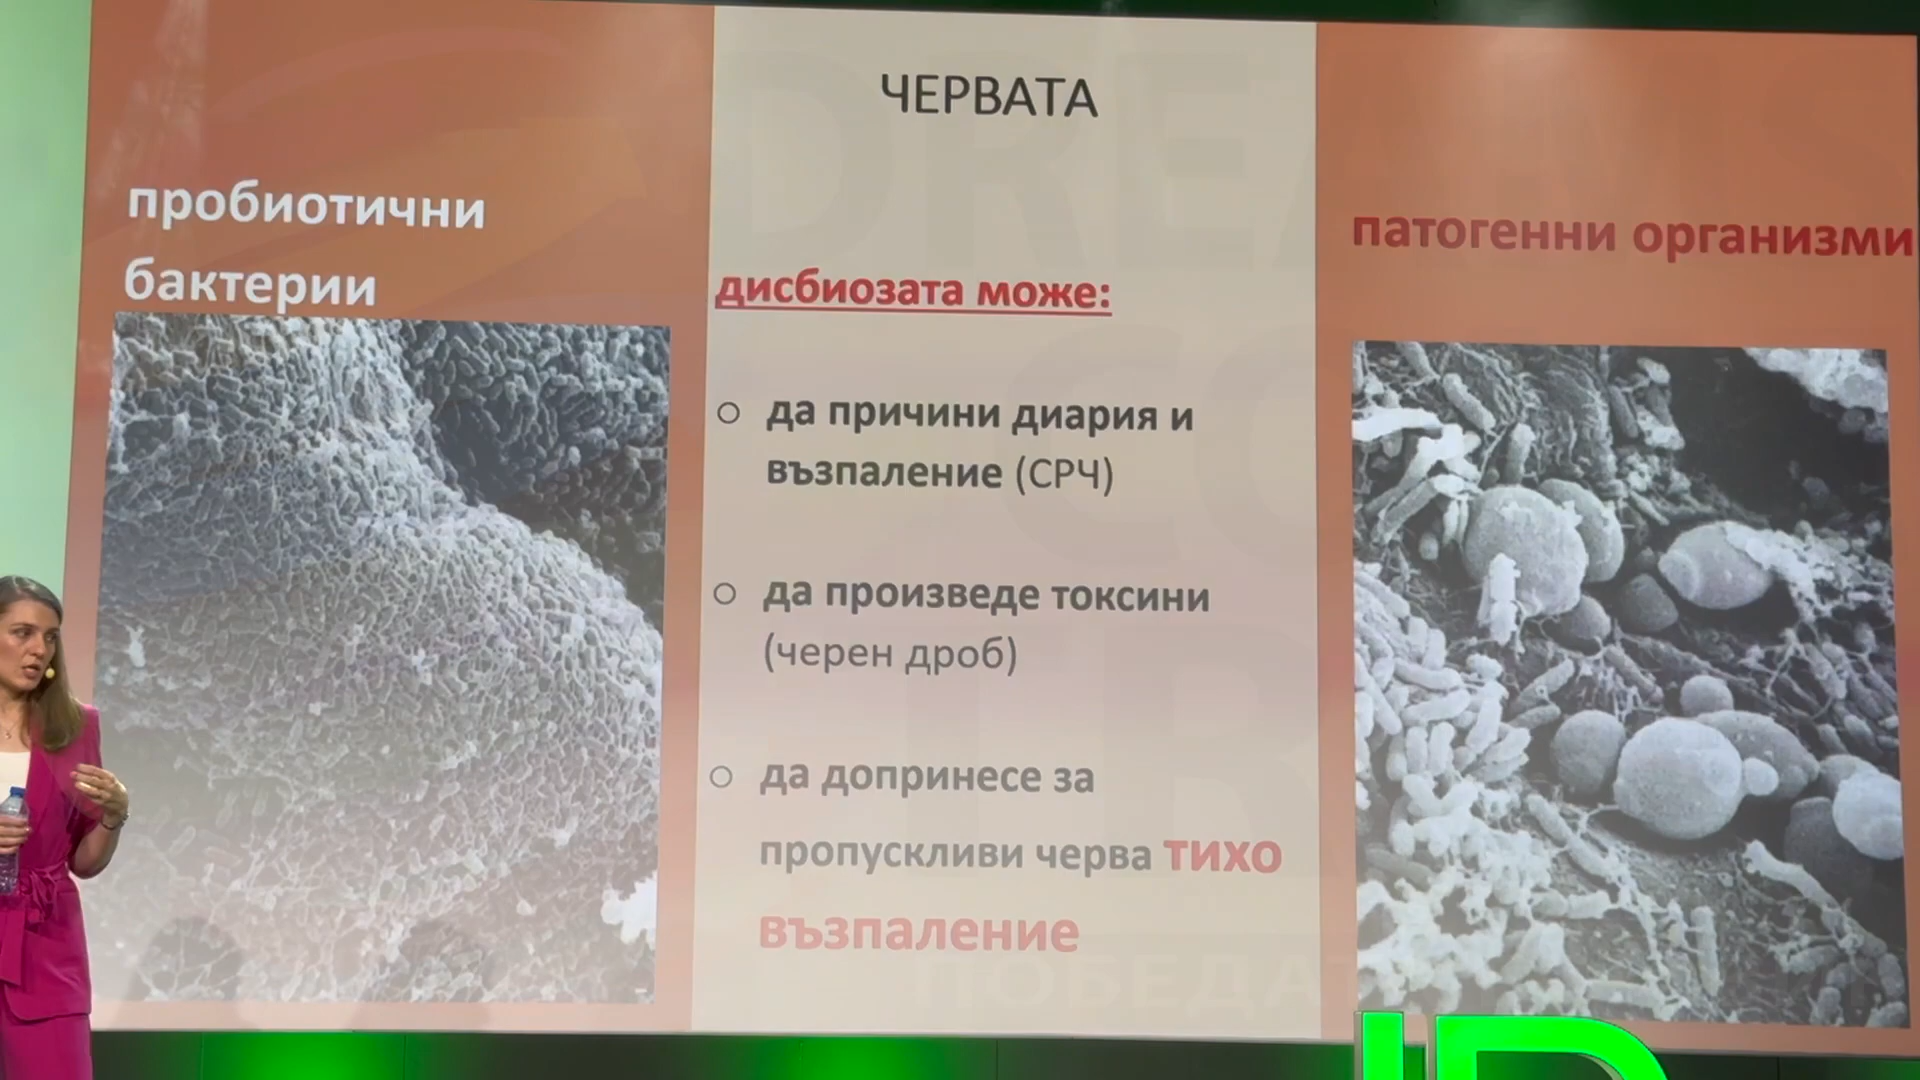 ЧЕРВАТА
пробиотични
бактерии
дисбиозата може:
да причини диария и
възпаление (СРЧ)
да произведе токсини
(черен дроб)
да допринесе за
пропускливи черва ТИХО
възпаление
патогенни организми